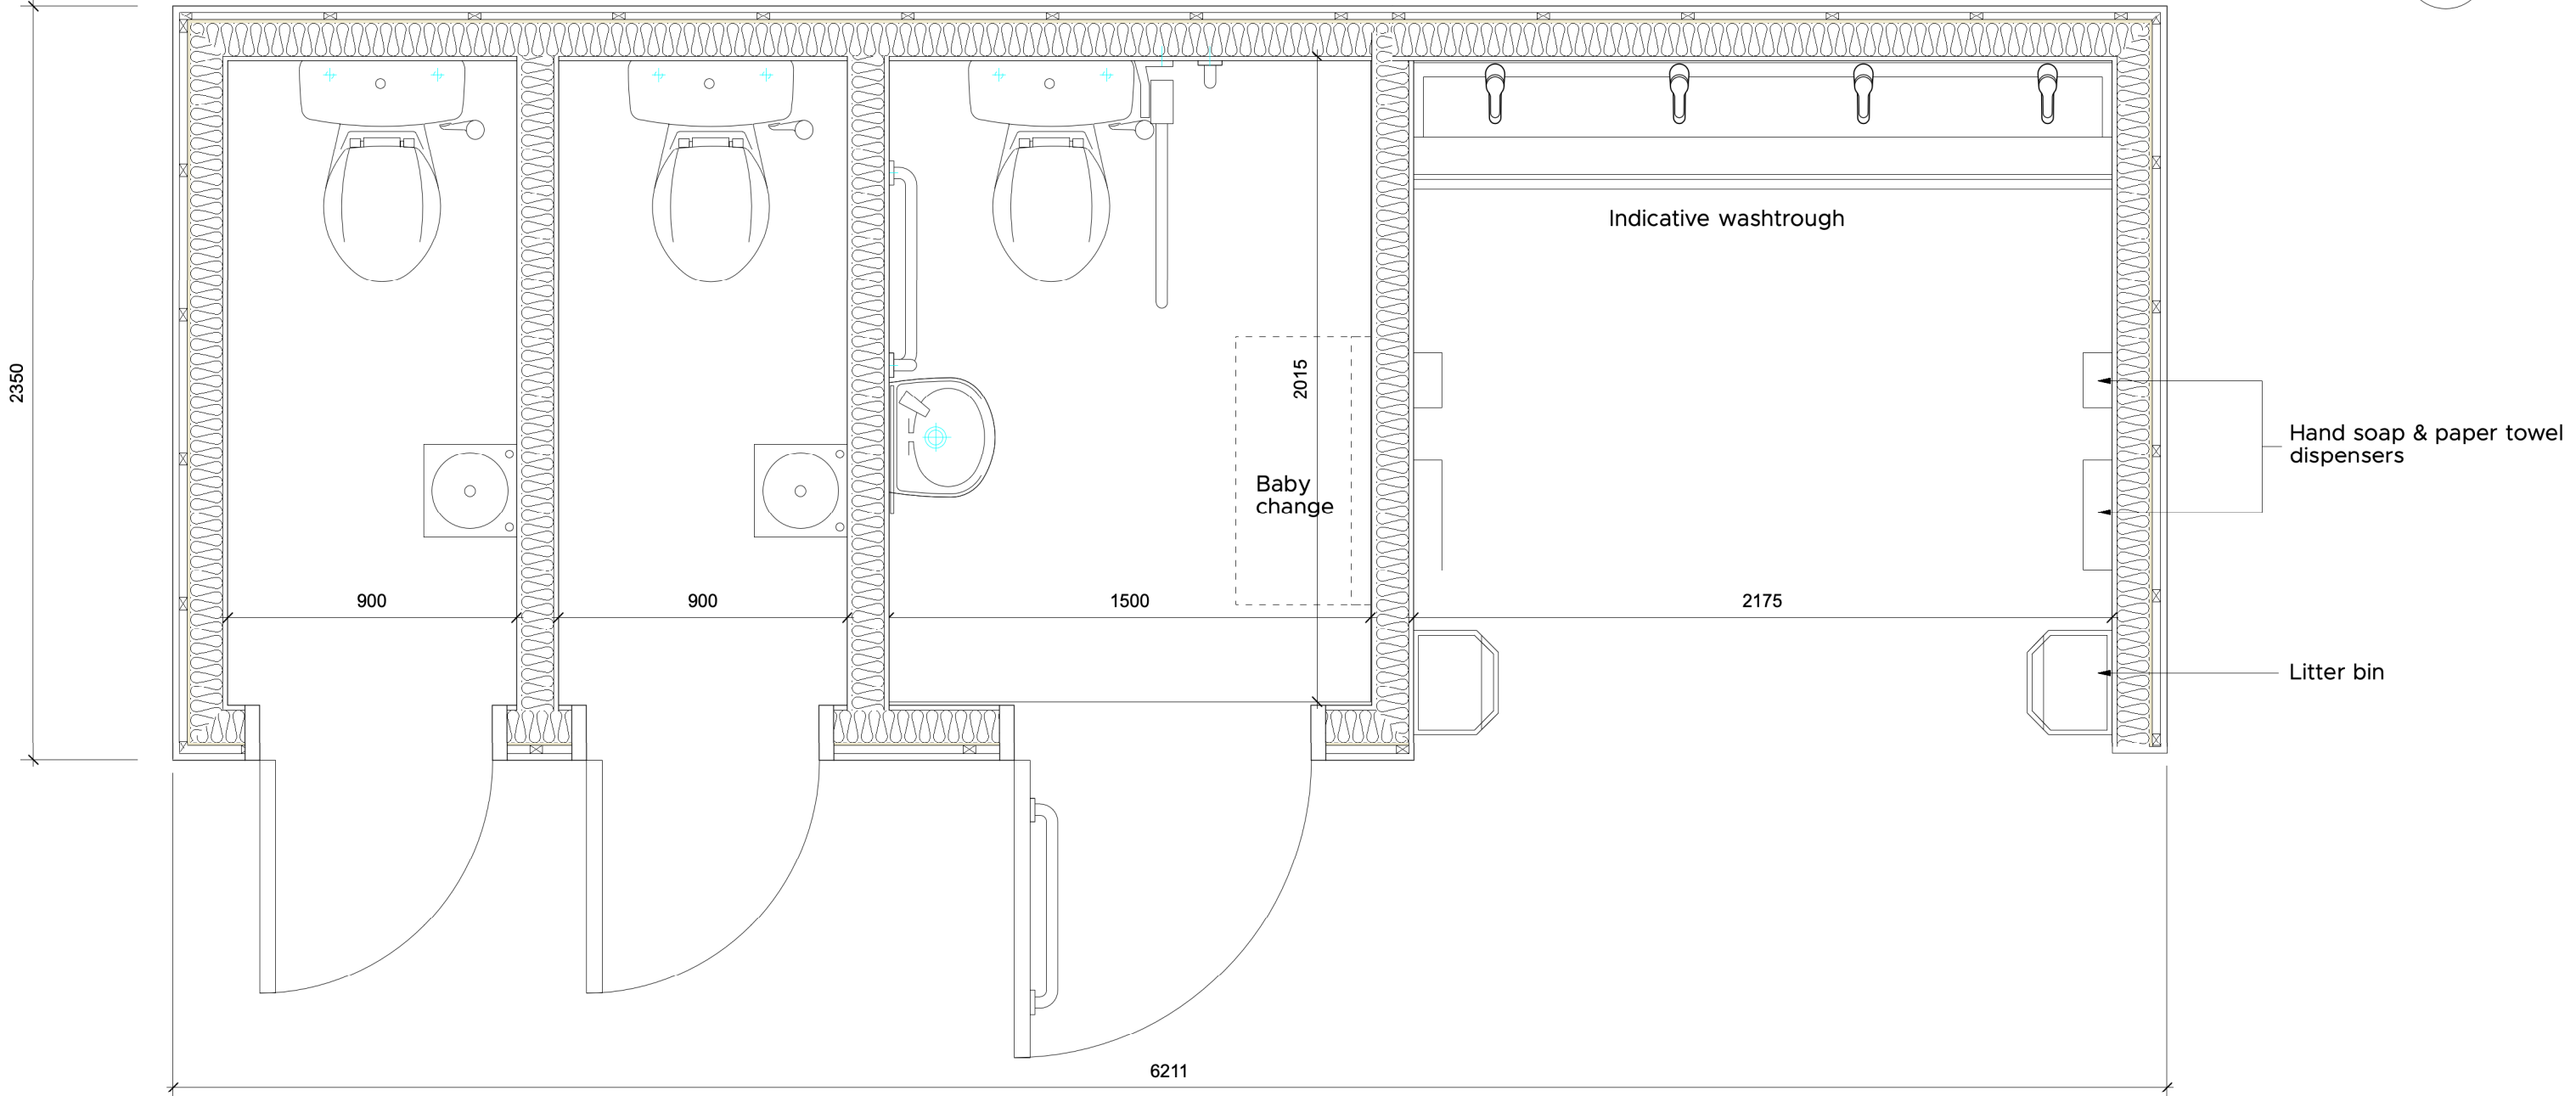 Indicative washtrough
2350
2015
Hand soap & paper towel
dispensers
Baby
change
900
900
1500
2175
Litter bin
6211